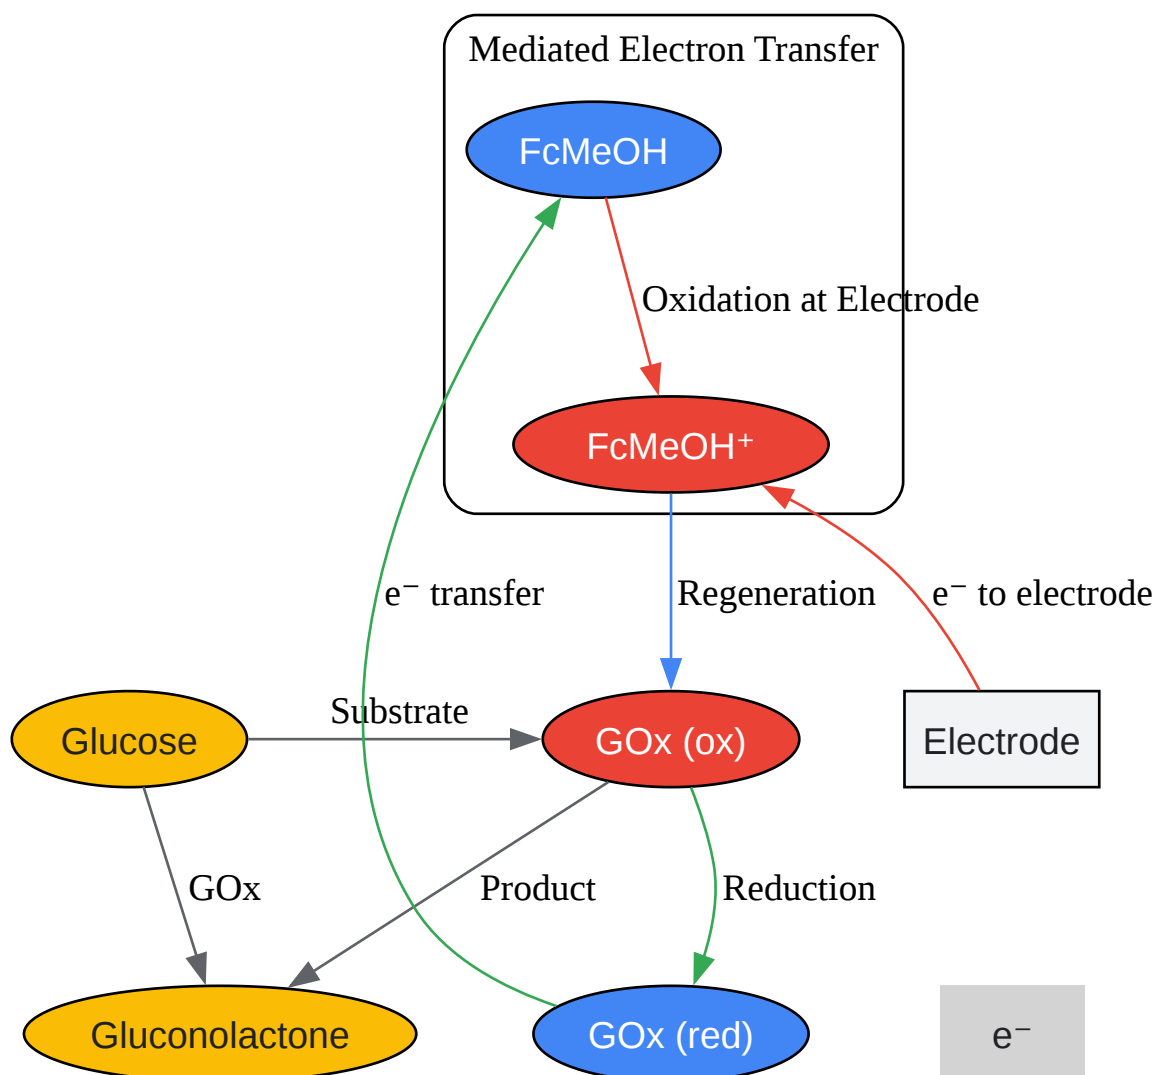 Mediated Electron Transfer
FcMeOH
Oxidation at Electrode
FcMeOH⁺
e⁻ transfer
Regeneration
e⁻ to electrode
Glucose
Substrate
GOx (ox)
Electrode
GOx
Product
Reduction
Gluconolactone
GOx (red)
e⁻